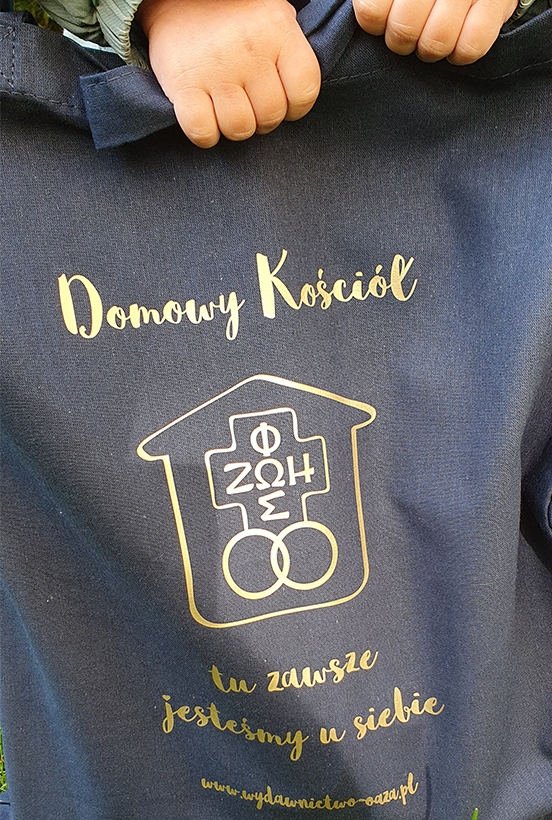 Domowy Kościół
Φ
ΖΩΗ
Σ
tu zawsze
jesteśmy u siebie
www.wydawnictwo-oaza.pl